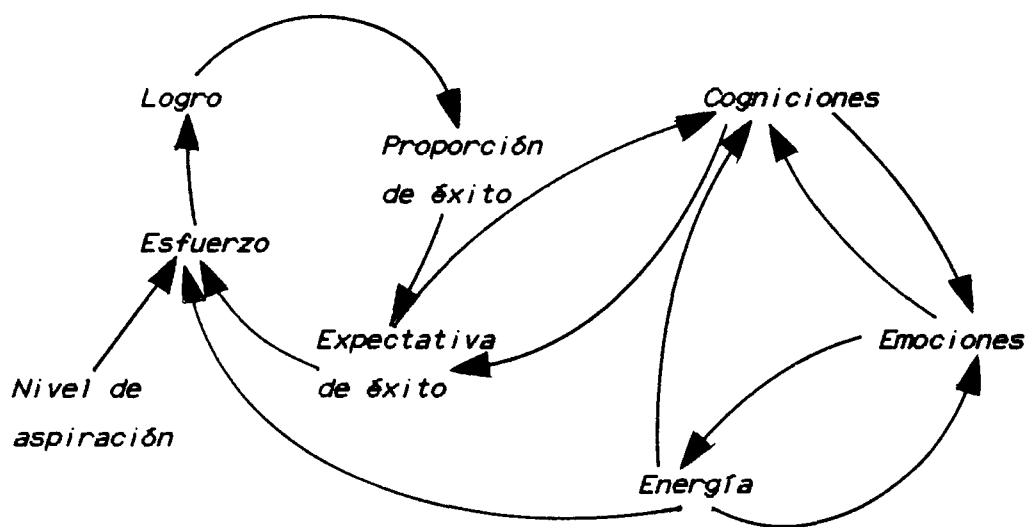 Logro
Cogniciones
Proporción
de éxito
Esfuerzo
Expectativa
de éxito
Emociones
Nivel de
aspiración
Energía